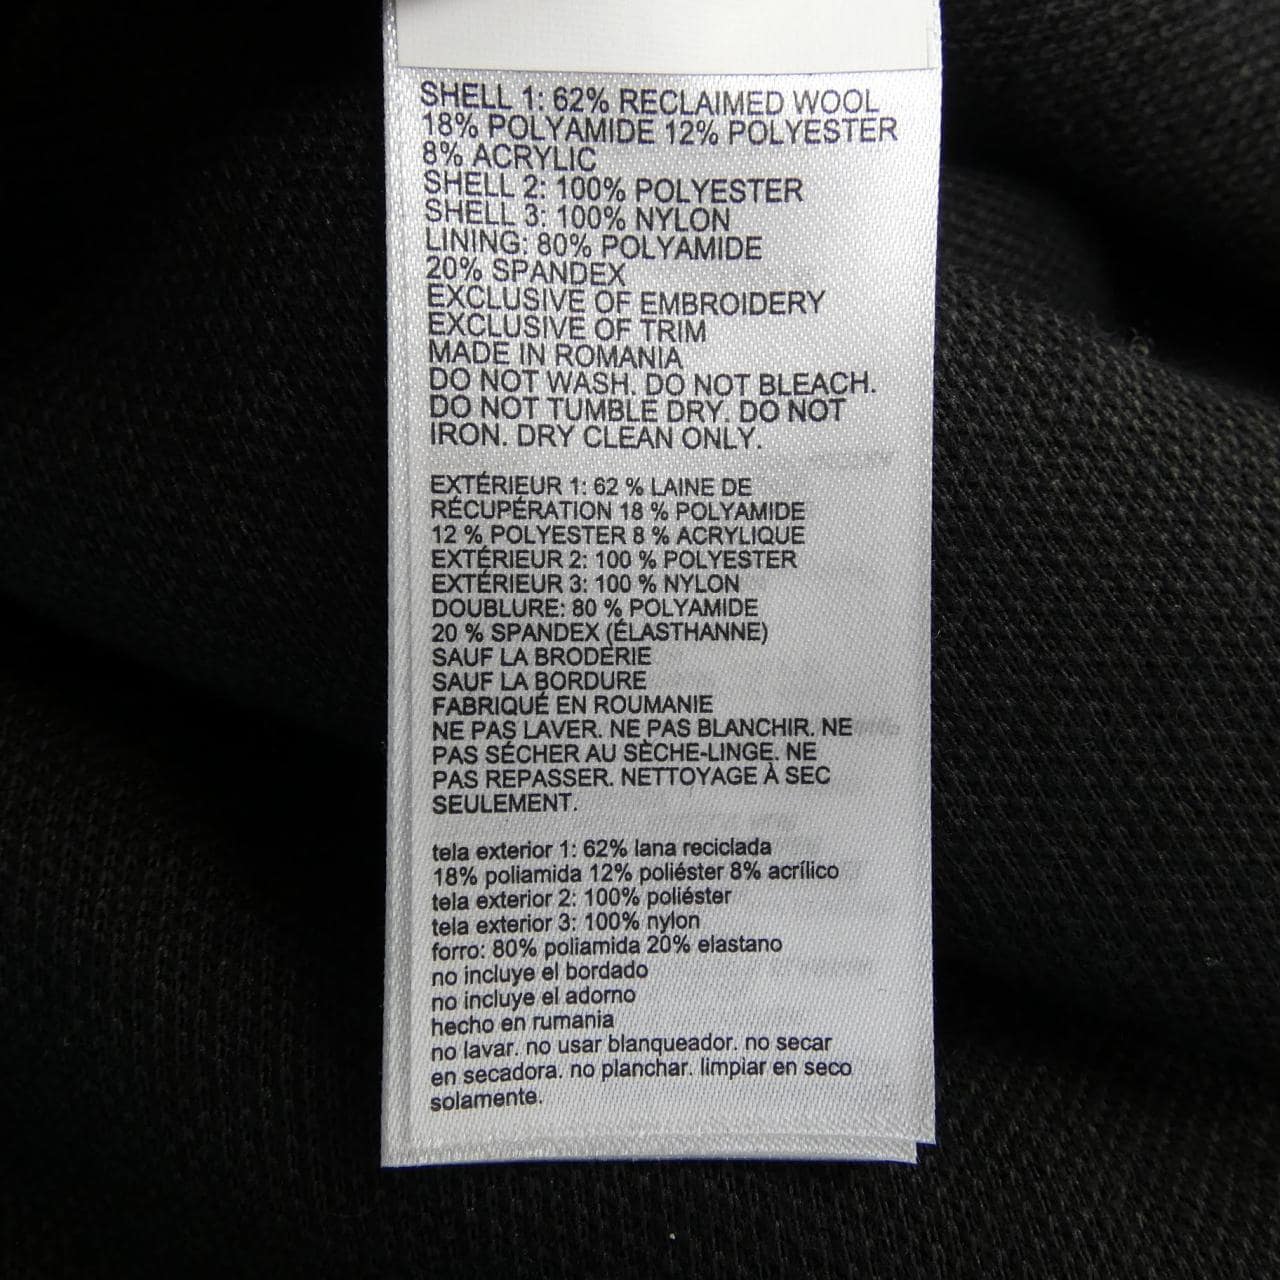 SHELL 1: 62% RECLAIMED WOOL
18% POLYAMIDE 12% POLYESTER
8% ACRYLIC
SHELL 2: 100% POLYESTER
SHELL 3: 100% NYLON
LINING: 80% POLYAMIDE
20% SPANDEX
EXCLUSIVE OF EMBROIDERY
EXCLUSIVE OF TRIM
MADE IN ROMANIA
DO NOT WASH. DO NOT BLEACH.
DO NOT TUMBLE DRY. DO NOT
IRON. DRY CLEAN ONLY.
EXTÉRIEUR 1: 62 % LAINE DE
RÉCUPÉRATION 18 % POLYAMIDE
12 % POLYESTER 8 % ACRYLIQUE
EXTÉRIEUR 2: 100 % POLYESTER
EXTÉRIEUR 3: 100 % NYLON
DOUBLURE: 80 % POLYAMIDE
20 % SPANDEX (ÉLASTHANNE)
SAUF LA BRODERIE
SAUF LA BORDURE
FABRIQUÉ EN ROUMANIE
NE PAS LAVER. NE PAS BLANCHIR. NE
PAS SÉCHER AU SÈCHE-LINGE. NE
PAS REPASSER. NETTOYAGE À SEC
SEULEMENT.
tela exterior 1: 62% lana reciclada
18% poliamida 12% poliéster 8% acrílico
tela exterior 2: 100% poliéster
tela exterior 3: 100% nylon
forro: 80% poliamida 20% elastano
no incluye el bordado
no incluye el adorno
hecho en rumania
no lavar. no usar blanqueador. no secar
en secadora. no planchar. limpiar en seco
solamente.